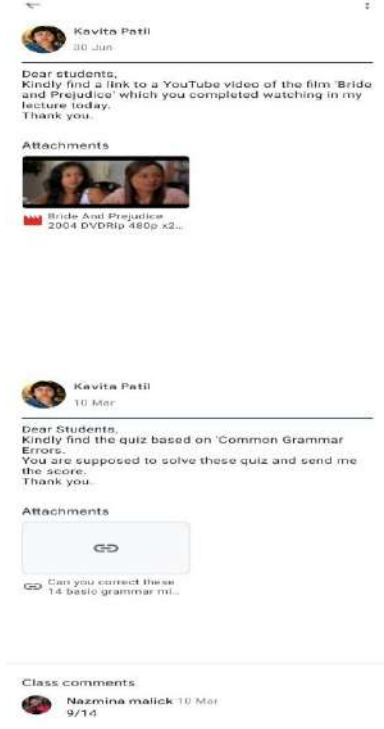 Kavita Patil
30 Jun
Dear students,
Kindly find a link to a YouTube video of the film 'Bride
and Prejudice' which you completed watching in my
lecture today.
Thank you.
Attachments
Bride And Prejudice
2004 DVDRip 480p x2...
Kavita Patil
10 Mar
Dear Students,
Kindly find the quiz based on 'Common Grammar
Errors.
You are supposed to solve these quiz and send me
the score.
Thank you.
Attachments
Can you correct these
14 basic grammar mi...
Class comments
Nazmina malick 10 Mar
9/14